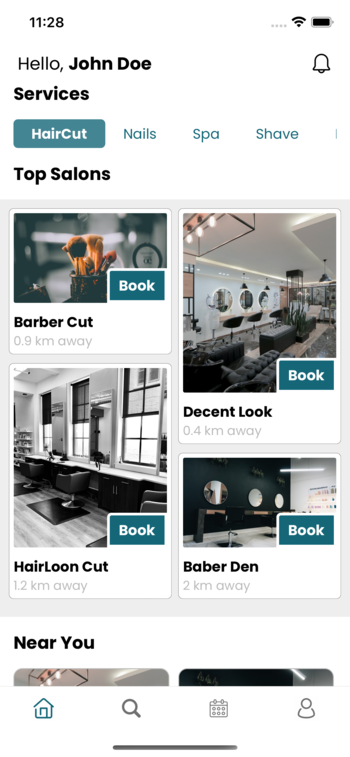 11:28
Hello, John Doe
Services
HairCut
Nails
Spa
Shave
Top Salons
Book
Barber Cut
0.9 km away
Book
Decent Look
0.4 km away
Book
HairLoon Cut
1.2 km away
Book
Baber Den
2 km away
Near You